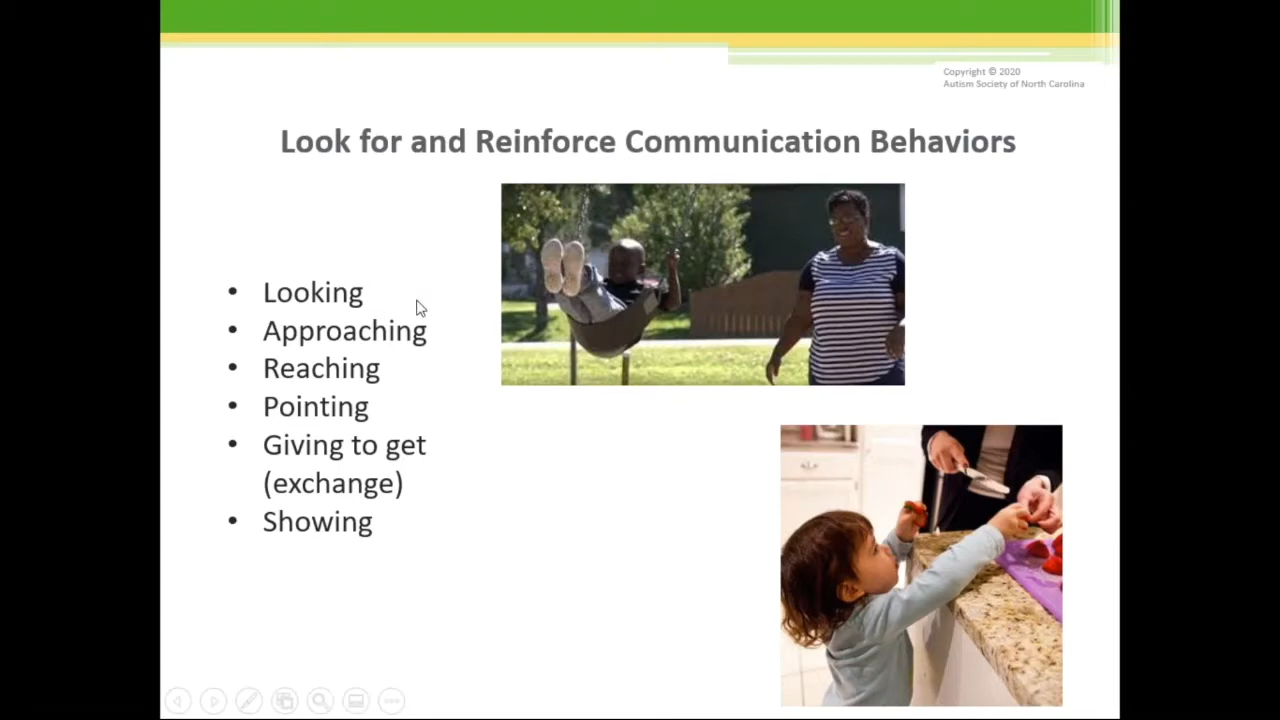 Copyright © 2020
Autism Society of North Carolina
Look for and Reinforce Communication Behaviors
• Looking
• Approaching
• Reaching
• Pointing
• Giving to get
(exchange)
• Showing